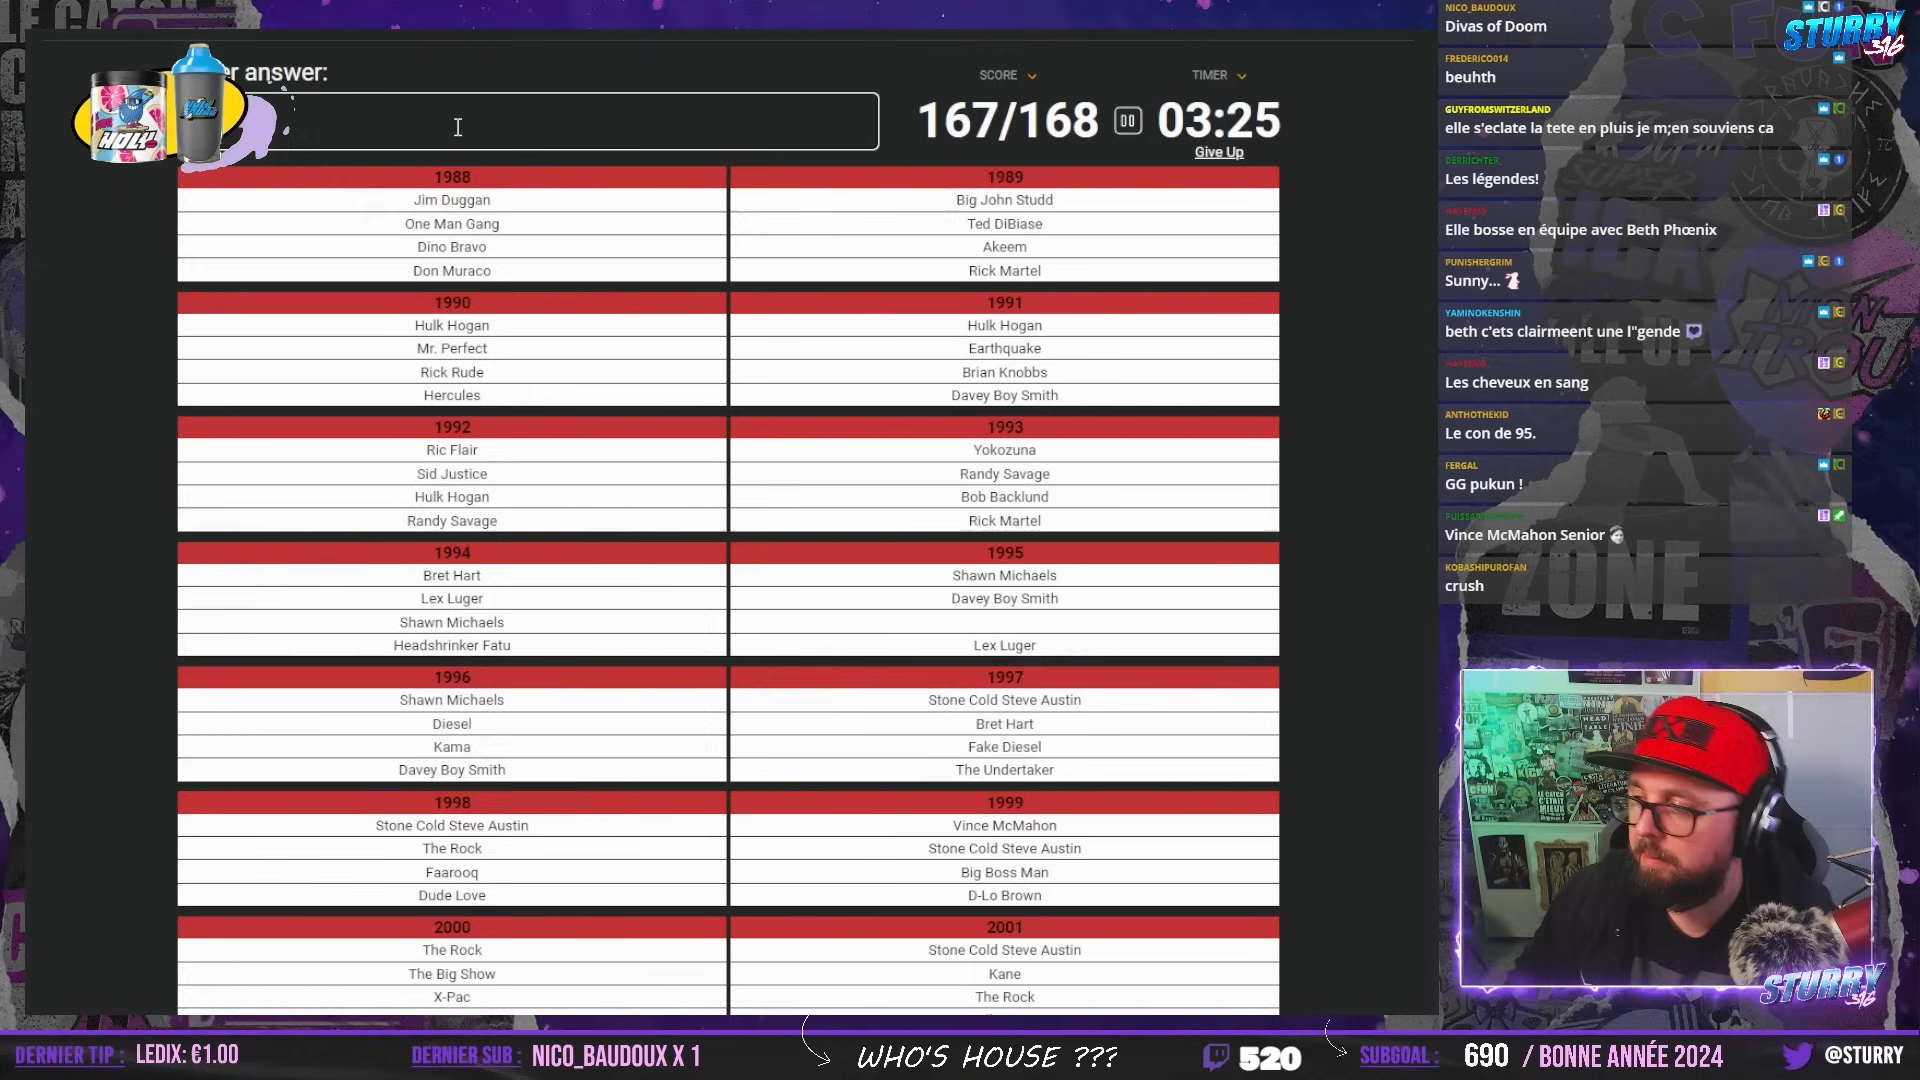 er answer:
SCORE
TIMER
167/168
03:25
Give Up
HOLY
1988
Jim Duggan
One Man Gang
Dino Bravo
Don Muraco
1989
Big John Studd
Ted DiBiase
Akeem
Rick Martel
1990
Hulk Hogan
Mr. Perfect
Rick Rude
Hercules
1991
Hulk Hogan
Earthquake
Brian Knobbs
Davey Boy Smith
1992
Ric Flair
Sid Justice
Hulk Hogan
Randy Savage
1993
Yokozuna
Randy Savage
Bob Backlund
Rick Martel
1994
Bret Hart
Lex Luger
Shawn Michaels
Headshrinker Fatu
1995
Shawn Michaels
Davey Boy Smith
Lex Luger
1996
Shawn Michaels
Diesel
Kama
Davey Boy Smith
1997
Stone Cold Steve Austin
Bret Hart
Fake Diesel
The Undertaker
1998
Stone Cold Steve Austin
The Rock
Faarooq
Dude Love
1999
Vince McMahon
Stone Cold Steve Austin
Big Boss Man
D-Lo Brown
2000
The Rock
The Big Show
X-Pac
2001
Stone Cold Steve Austin
Kane
The Rock
NICO_BAUDOUX
Divas of Doom
FREDERICO014
beuhth
GUYFROMSWITZERLAND
elle s'eclate la tete en pluis je m;en souviens ca
DERRICHTER_
Les légendes!
Elle bosse en équipe avec Beth Phœnix
PUNISHERGRIM
Sunny...
YAMINOKENSHIN
beth c'ets clairmeent une l"gende
Les cheveux en sang
ANTHOTHEKID
Le con de 95.
FERGAL
GG pukun !
Vince McMahon Senior
KOBASHIPUROFAN
crush
STURRY
316
ZONE
STURRY
316
DERNIER TIP :
LEDIX: €1.00
DERNIER SUB :
NICO_BAUDOUX X 1
WHO'S HOUSE ???
520
SUBGOAL :
690 / BONNE ANNÉE 2024
@STURRY